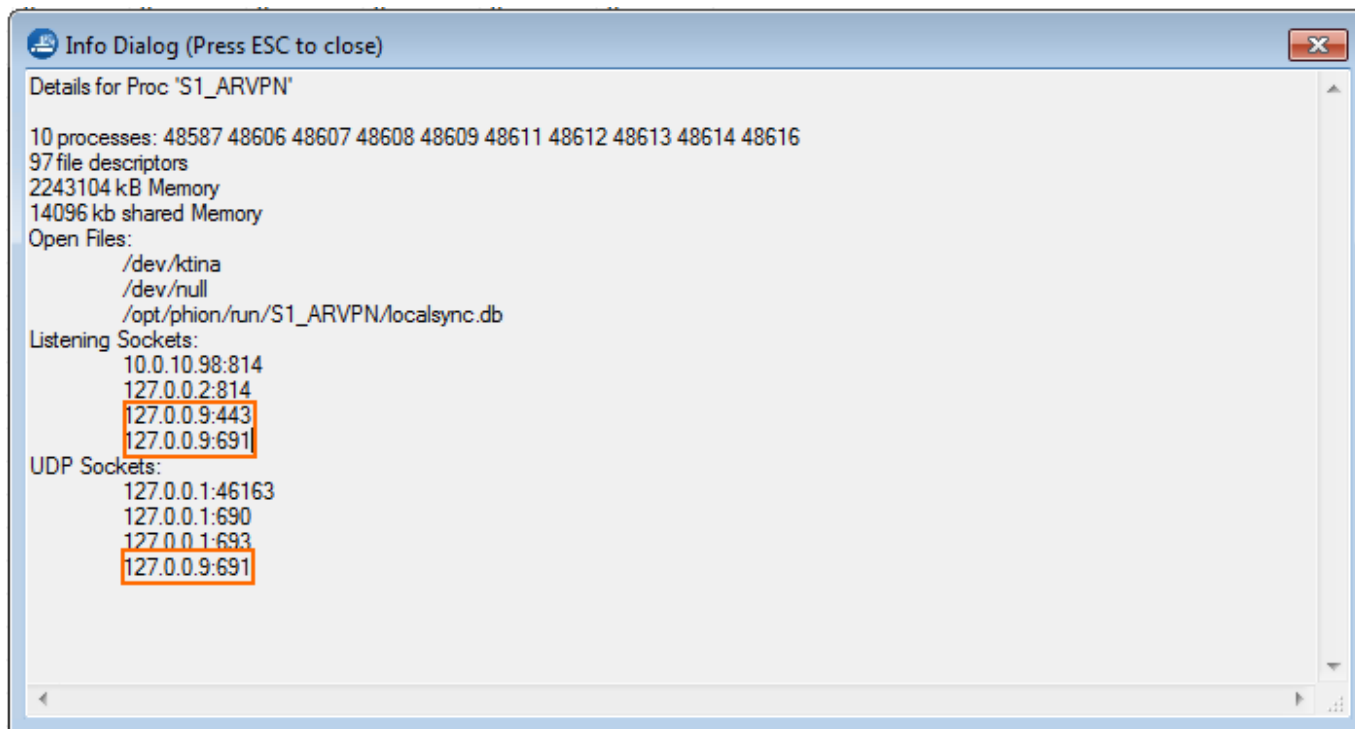 Info Dialog (Press ESC to close)
Details for Proc "S1_ARVPN"
10 processes: 48587 48606 48607 48608 48609 48611 48612 48613 48614 48616
97 file descriptors
2243104 kB Memory
14096 kb shared Memory
Open Files:
/dev/ktina
/dev/null
/opt/phion/run/S1_ARVPN/localsync.db
Listening Sockets:
10.0.10.98:814
127.0.0.2:814
127.0.0.9:443
127.0.0.9:691
UDP Sockets:
127.0.0.1:46163
127.0.0.1:690
127.0.0.1:693
127.0.0.9:691